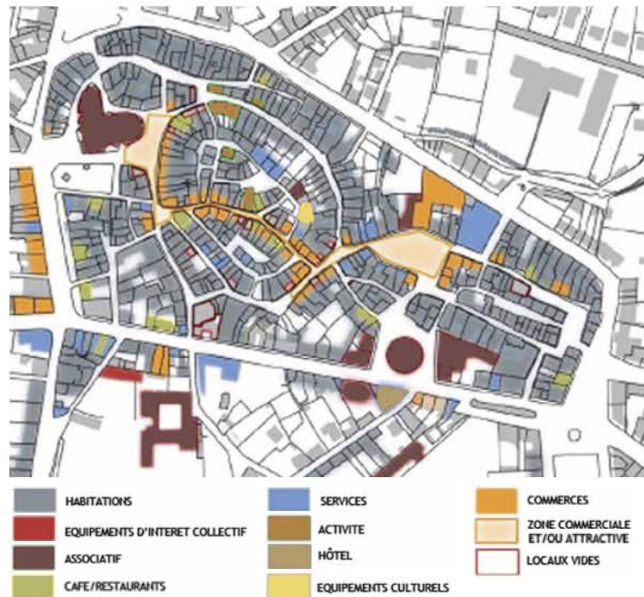 HABITATIONS
SERVICES
COMMERCES
EQUIPEMENTS D'INTERET COLLECTIF
ACTIVITE
ZONE COMMERCIALE
ET/OU ATTRACTIVE
ASSOCIATIF
HÔTEL
LOCAUX VIDES
CAFE/RESTAURANTS
EQUIPEMENTS CULTURELS